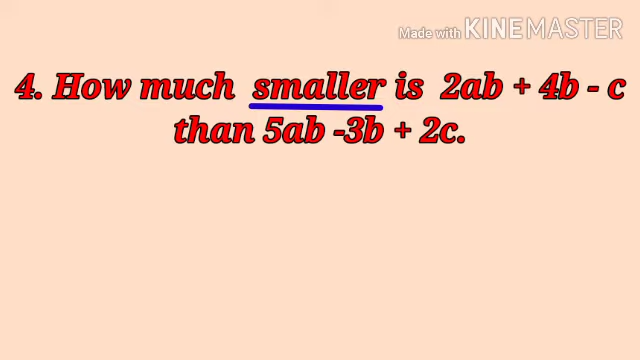 Made with KINEMASTER
4. How much smaller is 2ab + 4b - c
than 5ab -3b + 2c.